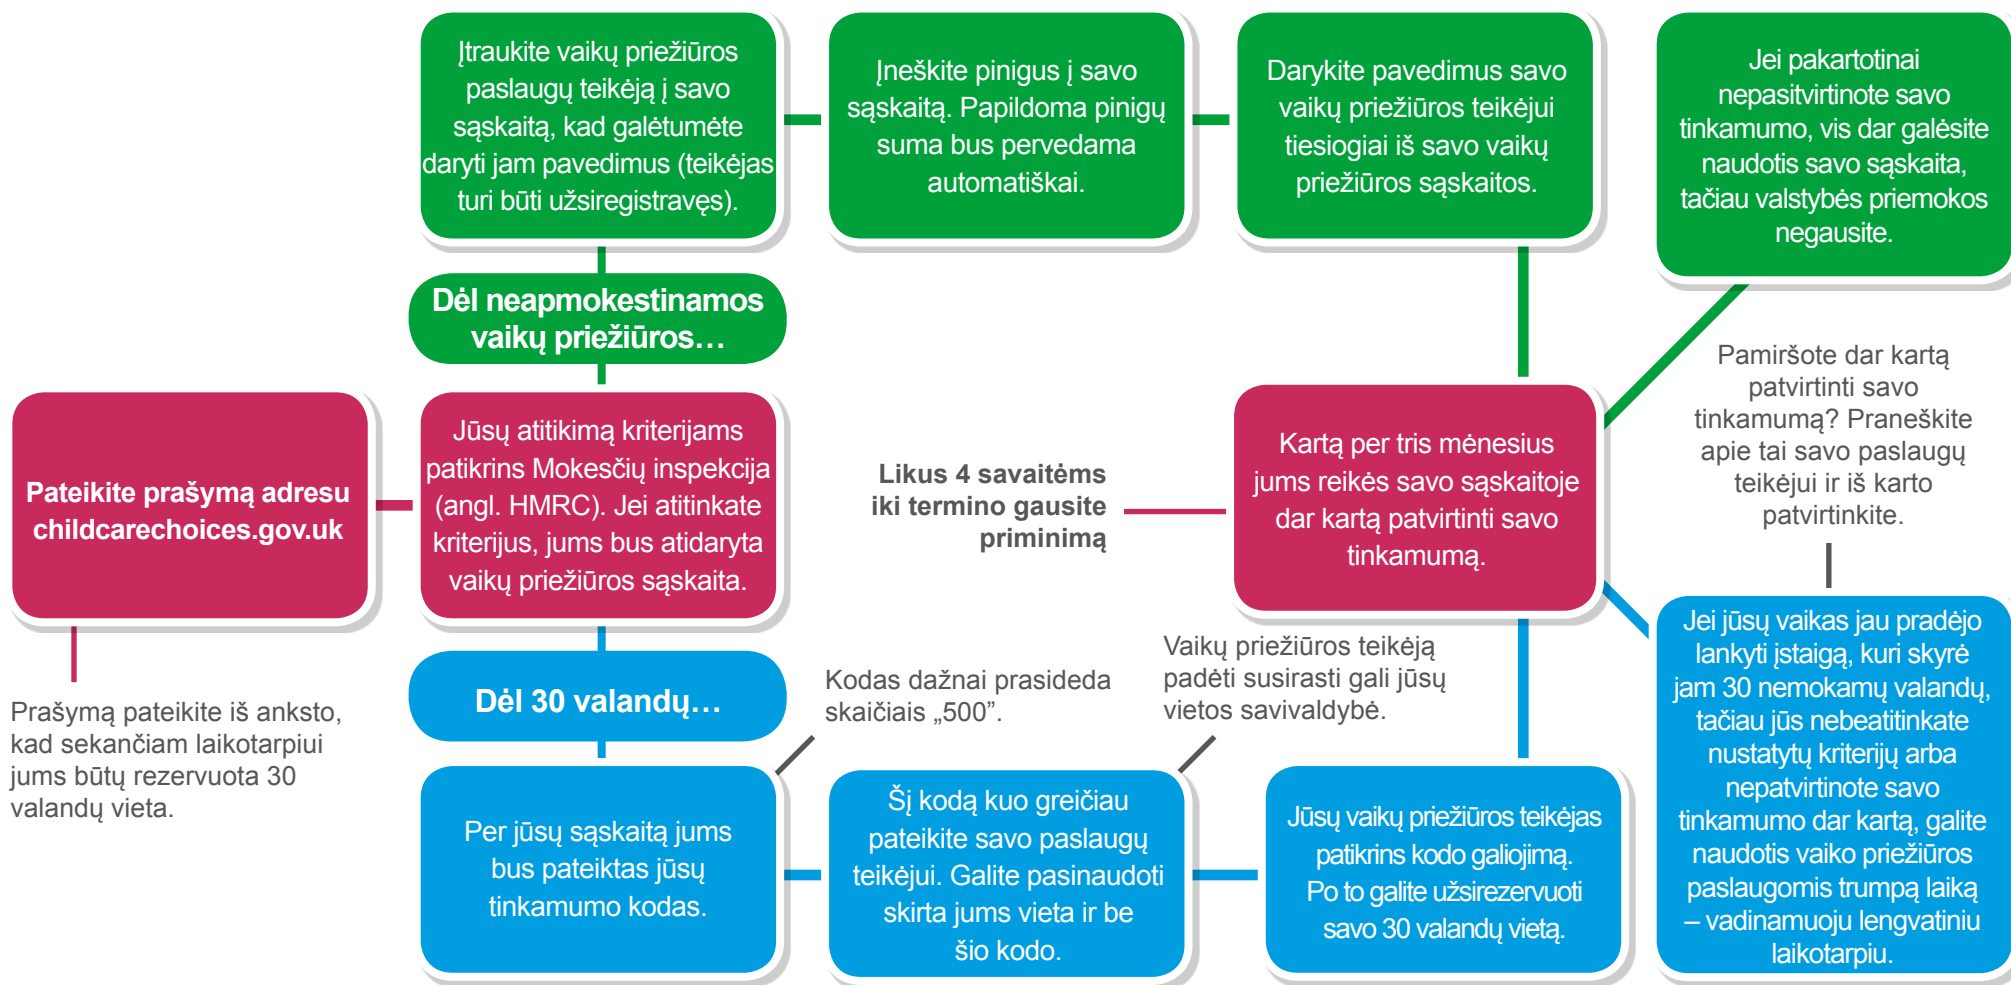 Įtraukite vaikų priežiūros
paslaugų teikėją į savo
sąskaitą, kad galėtumėte
daryti jam pavedimus (teikėjas
turi būti užsiregistravęs).
Įneškite pinigus į savo
sąskaitą. Papildoma pinigų
suma bus pervedama
automatiškai.
Darykite pavedimus savo
vaikų priežiūros teikėjui
tiesiogiai iš savo vaikų
priežiūros sąskaitos.
Jei pakartotinai
nepasitvirtinote savo
tinkamumo, vis dar galėsite
naudotis savo sąskaita,
tačiau valstybės priemokos
negausite.
Dėl neapmokestinamos
vaikų priežiūros…
Pateikite prašymą adresu
childcarechoices.gov.uk
Jūsų atitikimą kriterijams
patikrins Mokesčių inspekcija
(angl. HMRC). Jei atitinkate
kriterijus, jums bus atidaryta
vaikų priežiūros sąskaita.
Likus 4 savaitėms
iki termino gausite
priminimą
Kartą per tris mėnesius
jums reikės savo sąskaitoje
dar kartą patvirtinti savo
tinkamumą.
Pamiršote dar kartą
patvirtinti savo
tinkamumą? Praneškite
apie tai savo paslaugų
teikėjui ir iš karto
patvirtinkite.
Prašymą pateikite iš anksto,
kad sekančiam laikotarpiui
jums būtų rezervuota 30
valandų vieta.
Dėl 30 valandų…
Kodas dažnai prasideda
skaičiais „500”.
Vaikų priežiūros teikėją
padėti susirasti gali jūsų
vietos savivaldybė.
Per jūsų sąskaitą jums
bus pateiktas jūsų
tinkamumo kodas.
Šį kodą kuo greičiau
pateikite savo paslaugų
teikėjui. Galite pasinaudoti
skirta jums vieta ir be
šio kodo.
Jūsų vaikų priežiūros teikėjas
patikrins kodo galiojimą.
Po to galite užsirezervuoti
savo 30 valandų vietą.
Jei jūsų vaikas jau pradėjo
lankyti įstaigą, kuri skyrė
jam 30 nemokamų valandų,
tačiau jūs nebeatitinkate
nustatytų kriterijų arba
nepatvirtinote savo
tinkamumo dar kartą, galite
naudotis vaiko priežiūros
paslaugomis trumpą laiką
– vadinamuoju lengvatiniu
laikotarpiu.